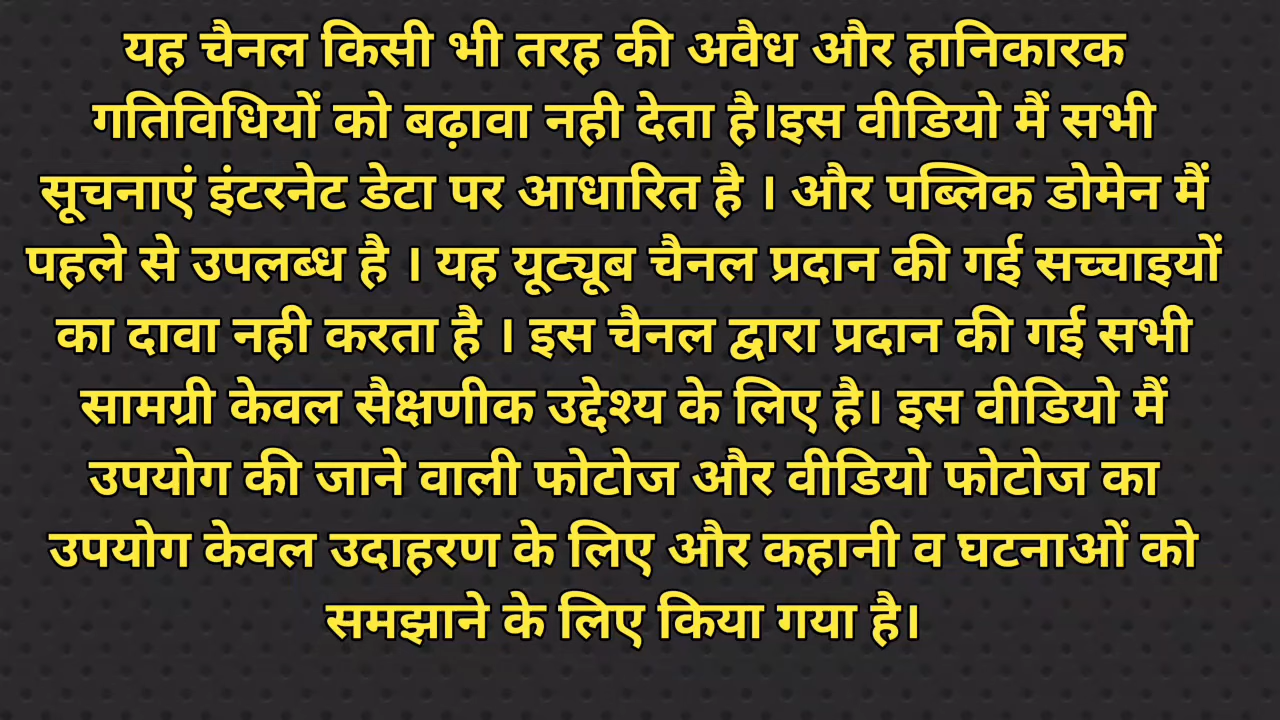 यह चैनल किसी भी तरह की अवैध और हानिकारक
गतिविधियों को बढ़ावा नही देता है।इस वीडियो मैं सभी
सूचनाएं इंटरनेट डेटा पर आधारित है । और पब्लिक डोमेन मैं
पहले से उपलब्ध है । यह यूट्यूब चैनल प्रदान की गई सच्चाइयों
का दावा नही करता है । इस चैनल द्वारा प्रदान की गई सभी
सामग्री केवल सैक्षणीक उद्देश्य के लिए है। इस वीडियो मैं
उपयोग की जाने वाली फोटोज और वीडियो फोटोज का
उपयोग केवल उदाहरण के लिए और कहानी व घटनाओं को
समझाने के लिए किया गया है।